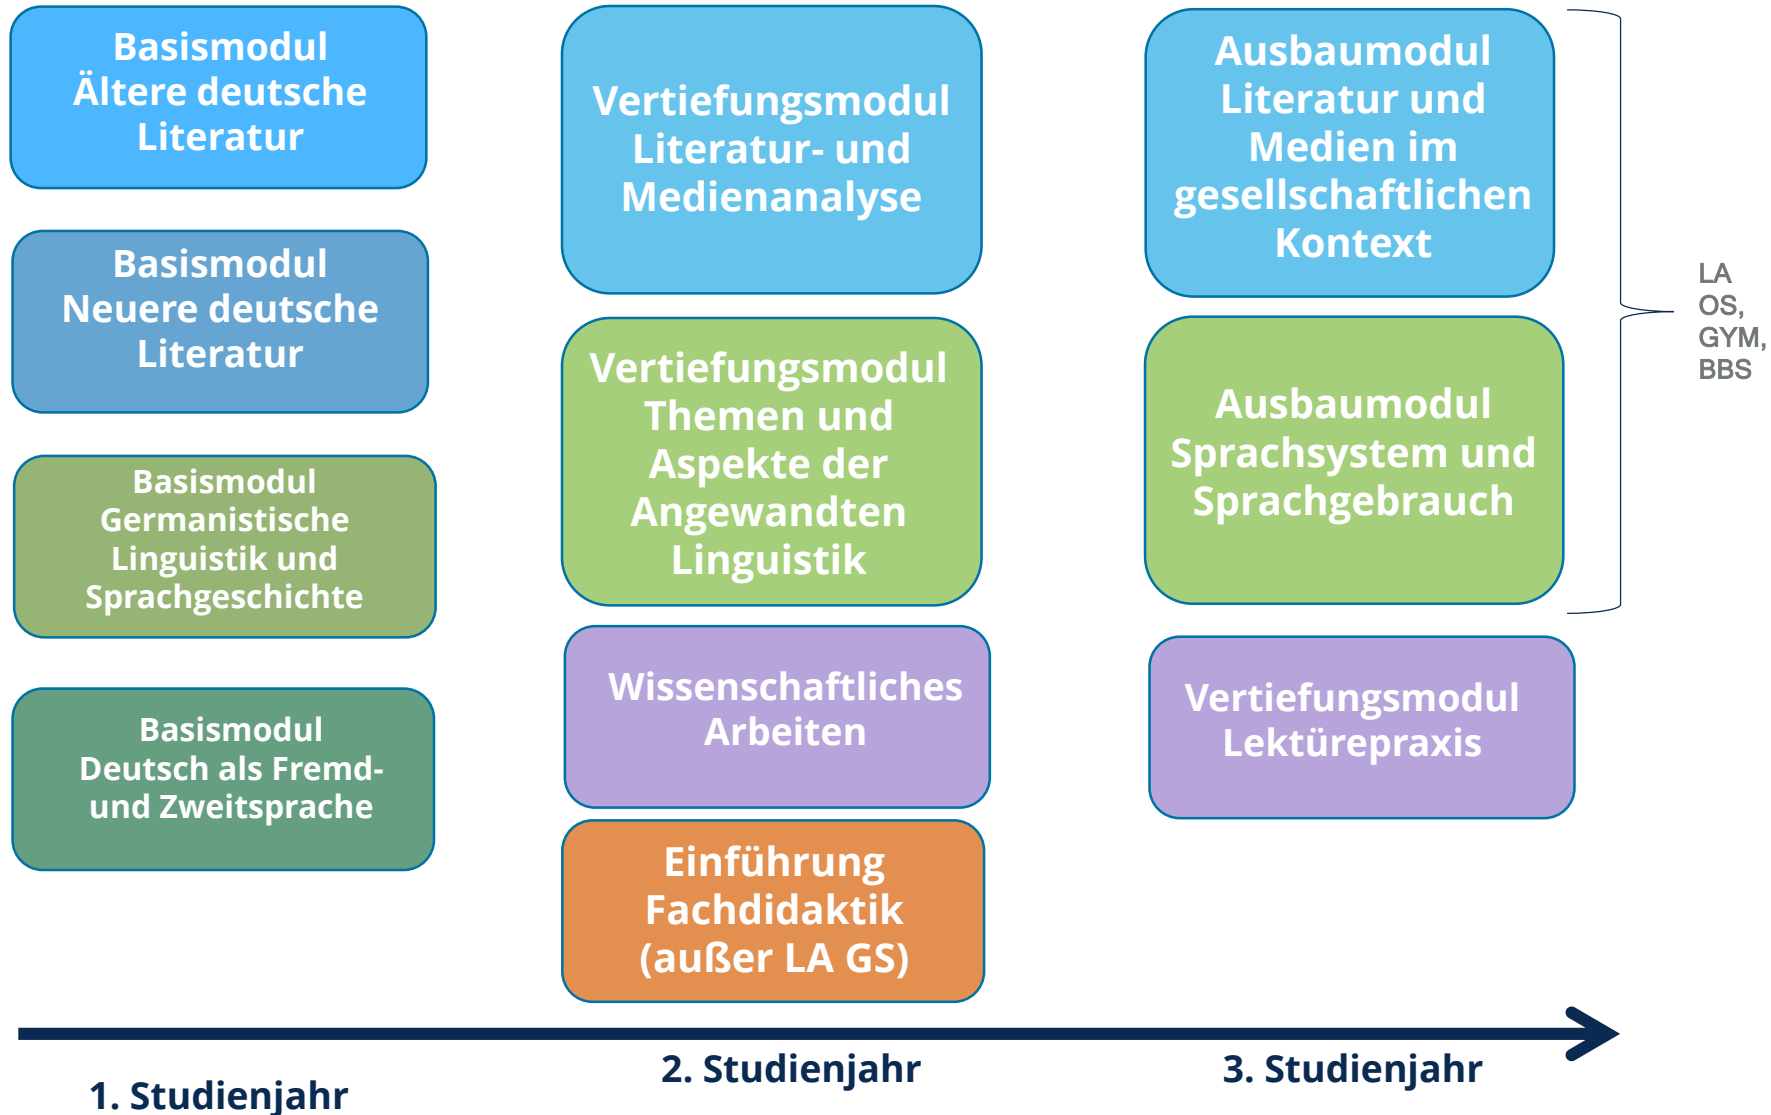 Basismodul
Ältere deutsche
Literatur
Basismodul
Neuere deutsche
Literatur
Basismodul
Germanistische
Linguistik und
Sprachgeschichte
Basismodul
Deutsch als Fremd-
und Zweitsprache
Vertiefungsmodul
Literatur- und
Medienanalyse
Vertiefungsmodul
Themen und
Aspekte der
Angewandten
Linguistik
Wissenschaftliches
Arbeiten
Einführung
Fachdidaktik
(außer LA GS)
Ausbaumodul
Literatur und
Medien im
gesellschaftlichen
Kontext
Ausbaumodul
Sprachsystem und
Sprachgebrauch
Vertiefungsmodul
Lektürepraxis
LA
OS,
GYM,
BBS
1. Studienjahr
2. Studienjahr
3. Studienjahr